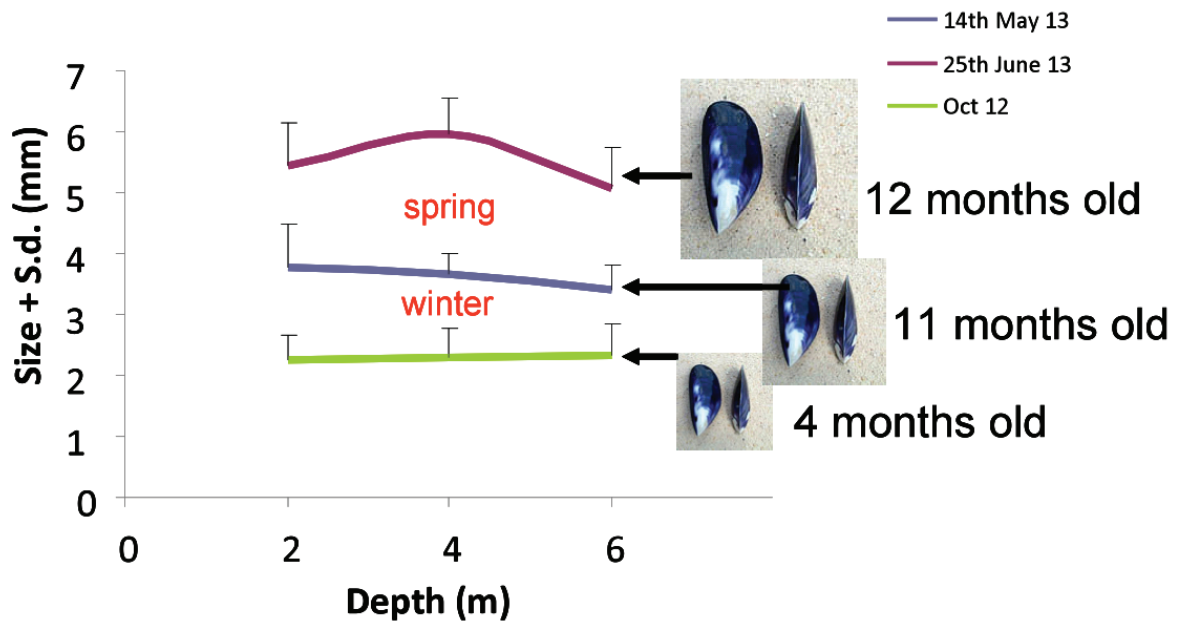 14th May 13
25th June 13
Oct 12
Size + S.d. (mm)
7
6
5
4
3
2
1
0
spring
winter
12 months old
11 months old
4 months old
0 2 4 6
Depth (m)